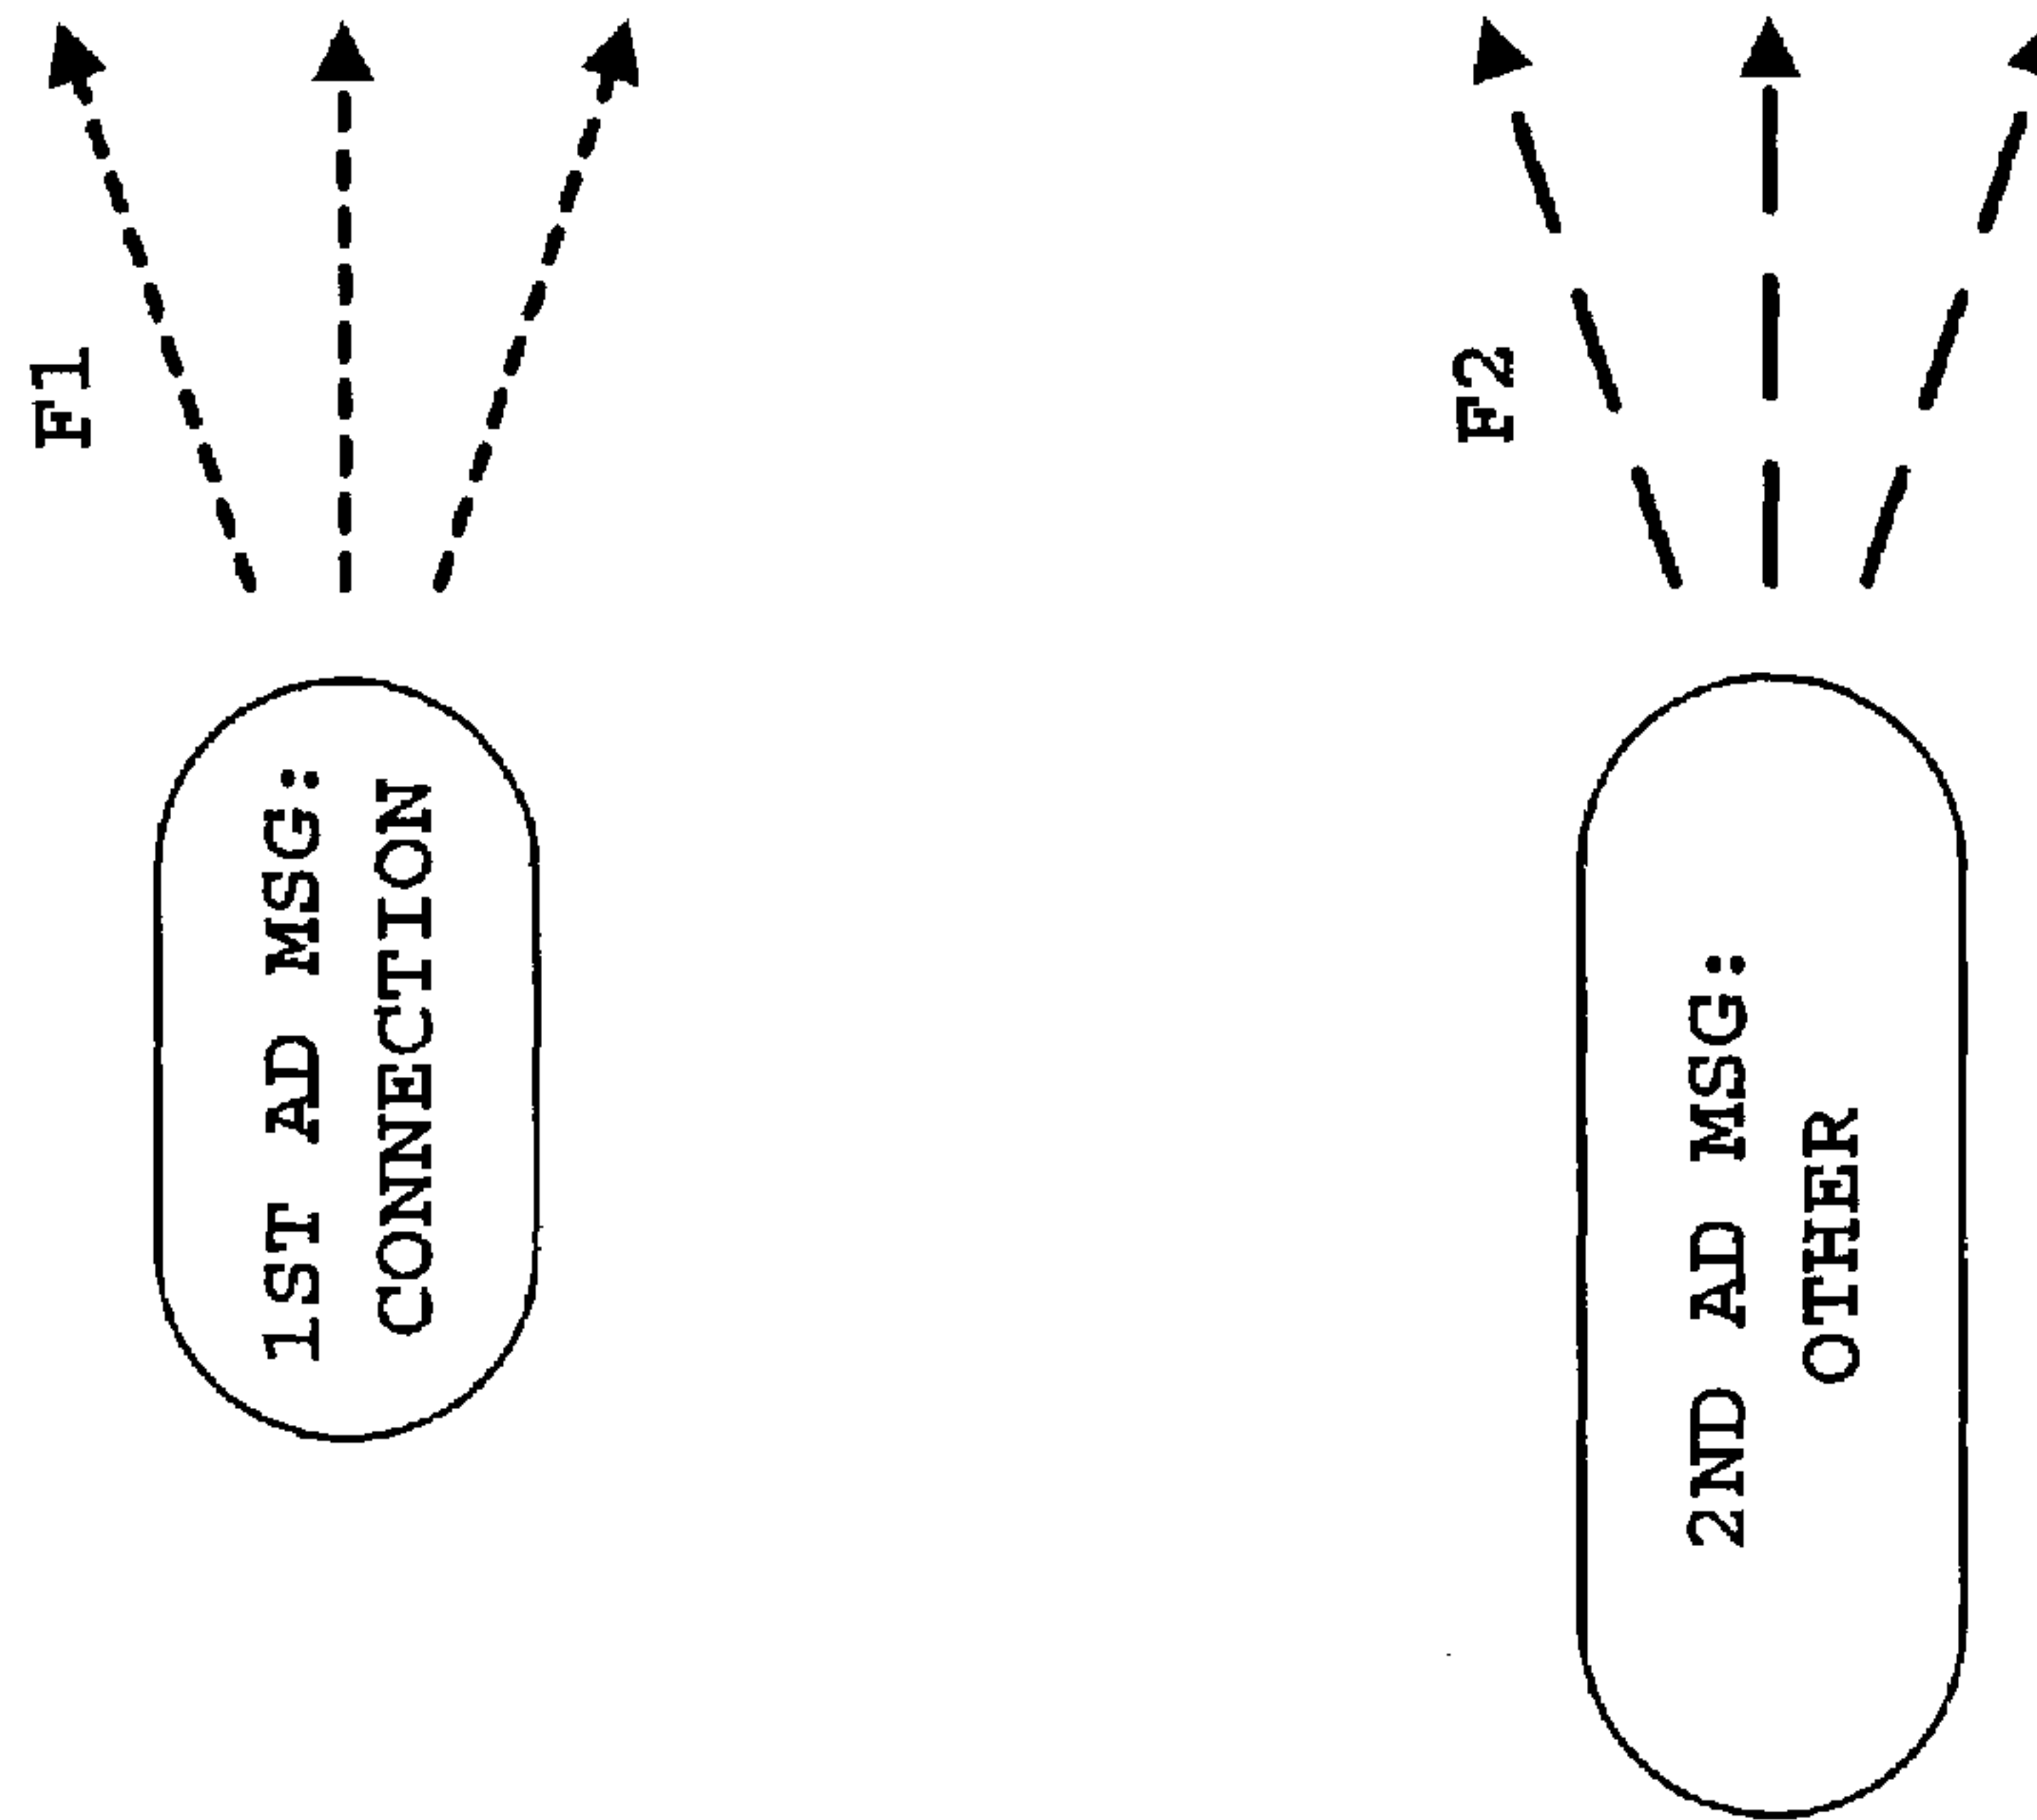 F1
1ST AD MSG:
CONNECTION
F2
2ND AD MSG:
OTHER